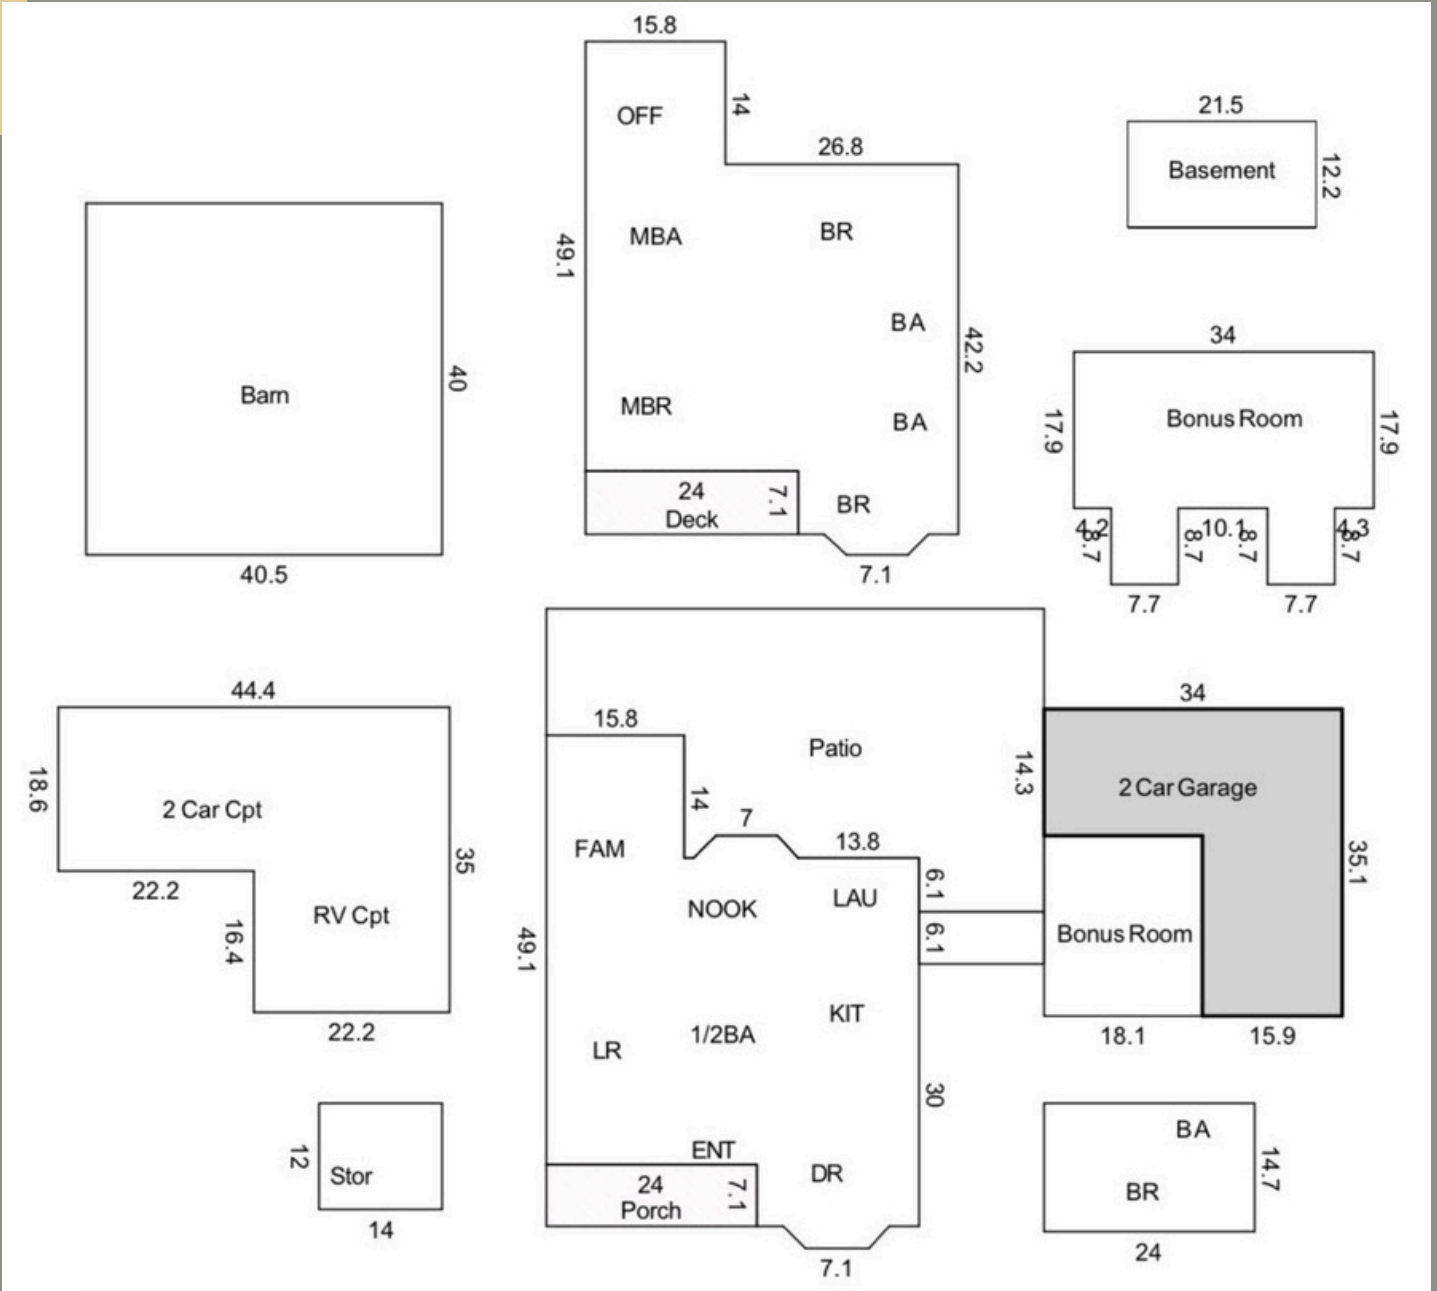 15.8
14
OFF
26.8
49.1
MBA
BR
BA
42.2
MBR
BA
24
7.1
Deck
BR
7.1
21.5
Basement
12.2
Barn
40
40.5
34
17.9
Bonus Room
17.9
4.2
8.7
8.7
10.1
8.7
4.3
8.7
7.7
7.7
44.4
18.6
2 Car Cpt
35
22.2
RV Cpt
16.4
22.2
12
Stor
14
15.8
Patio
14
7
13.8
14.3
FAM
NOOK
LAU
6.1
6.1
49.1
KIT
LR
1/2BA
30
ENT
24
7.1
Porch
DR
7.1
34
2 Car Garage
35.1
Bonus Room
18.1
15.9
BA
BR
14.7
24